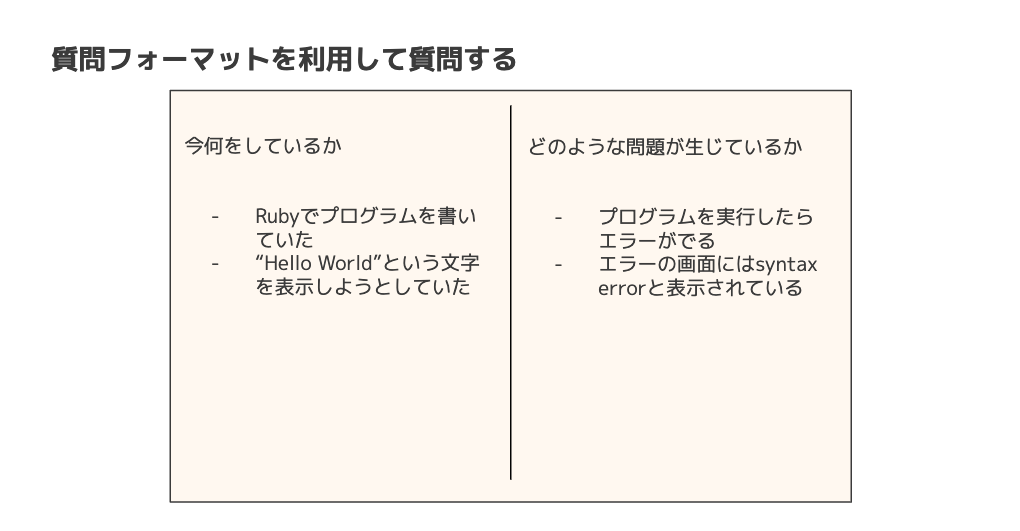 質問フォーマットを利用して質問する
今何をしているか
- Rubyでプログラムを書い
ていた
- “Hello World”という文字
を表示しようとしていた
どのような問題が生じているか
- プログラムを実行したら
エラーがでる
- エラーの画面にはsyntax
errorと表示されている